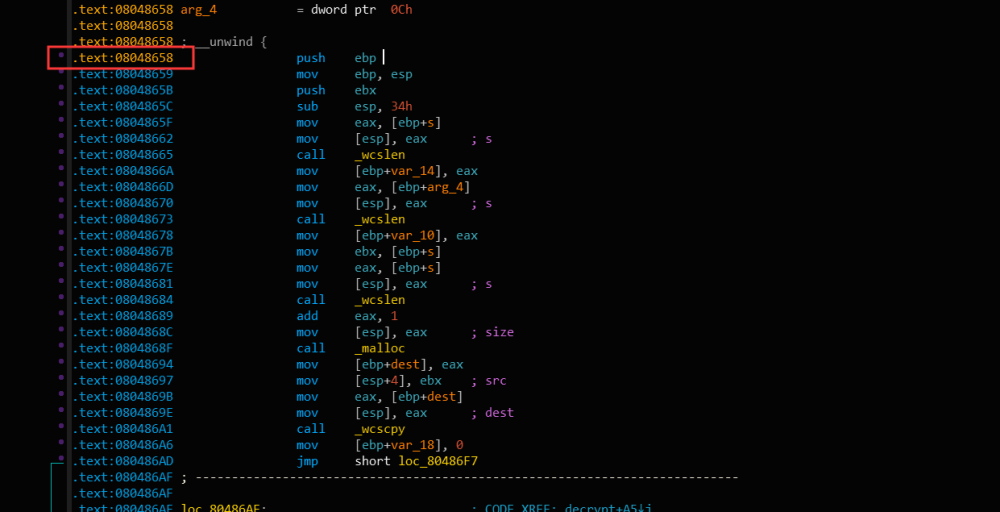 .text:08048658 arg_4 = dword ptr 0Ch
.text:08048658
.text:08048658 ; __unwind {
.text:08048658 push ebp
.text:08048659 mov ebp, esp
.text:0804865B push ebx
.text:0804865C sub esp, 34h
.text:0804865F mov eax, [ebp+s]
.text:08048662 mov [esp], eax ; s
.text:08048665 call _wcslen
.text:0804866A mov [ebp+var_14], eax
.text:0804866D mov eax, [ebp+arg_4]
.text:08048670 mov [esp], eax ; s
.text:08048673 call _wcslen
.text:08048678 mov [ebp+var_10], eax
.text:0804867B mov ebx, [ebp+s]
.text:0804867E mov eax, [ebp+s]
.text:08048681 mov [esp], eax ; s
.text:08048684 call _wcslen
.text:08048689 add eax, 1
.text:0804868C mov [esp], eax ; size
.text:0804868F call _malloc
.text:08048694 mov [ebp+dest], eax
.text:08048697 mov [esp+4], ebx ; src
.text:0804869B mov eax, [ebp+dest]
.text:0804869E mov [esp], eax ; dest
.text:080486A1 call _wcscpy
.text:080486A6 mov [ebp+var_18], 0
.text:080486AD jmp short loc_80486F7
.text:080486AF ; ---------------------------------------------------------------------------
.text:080486AF
.text:080486AF loc_80486AF: ; CODE XREF: decrypt+A5↓j